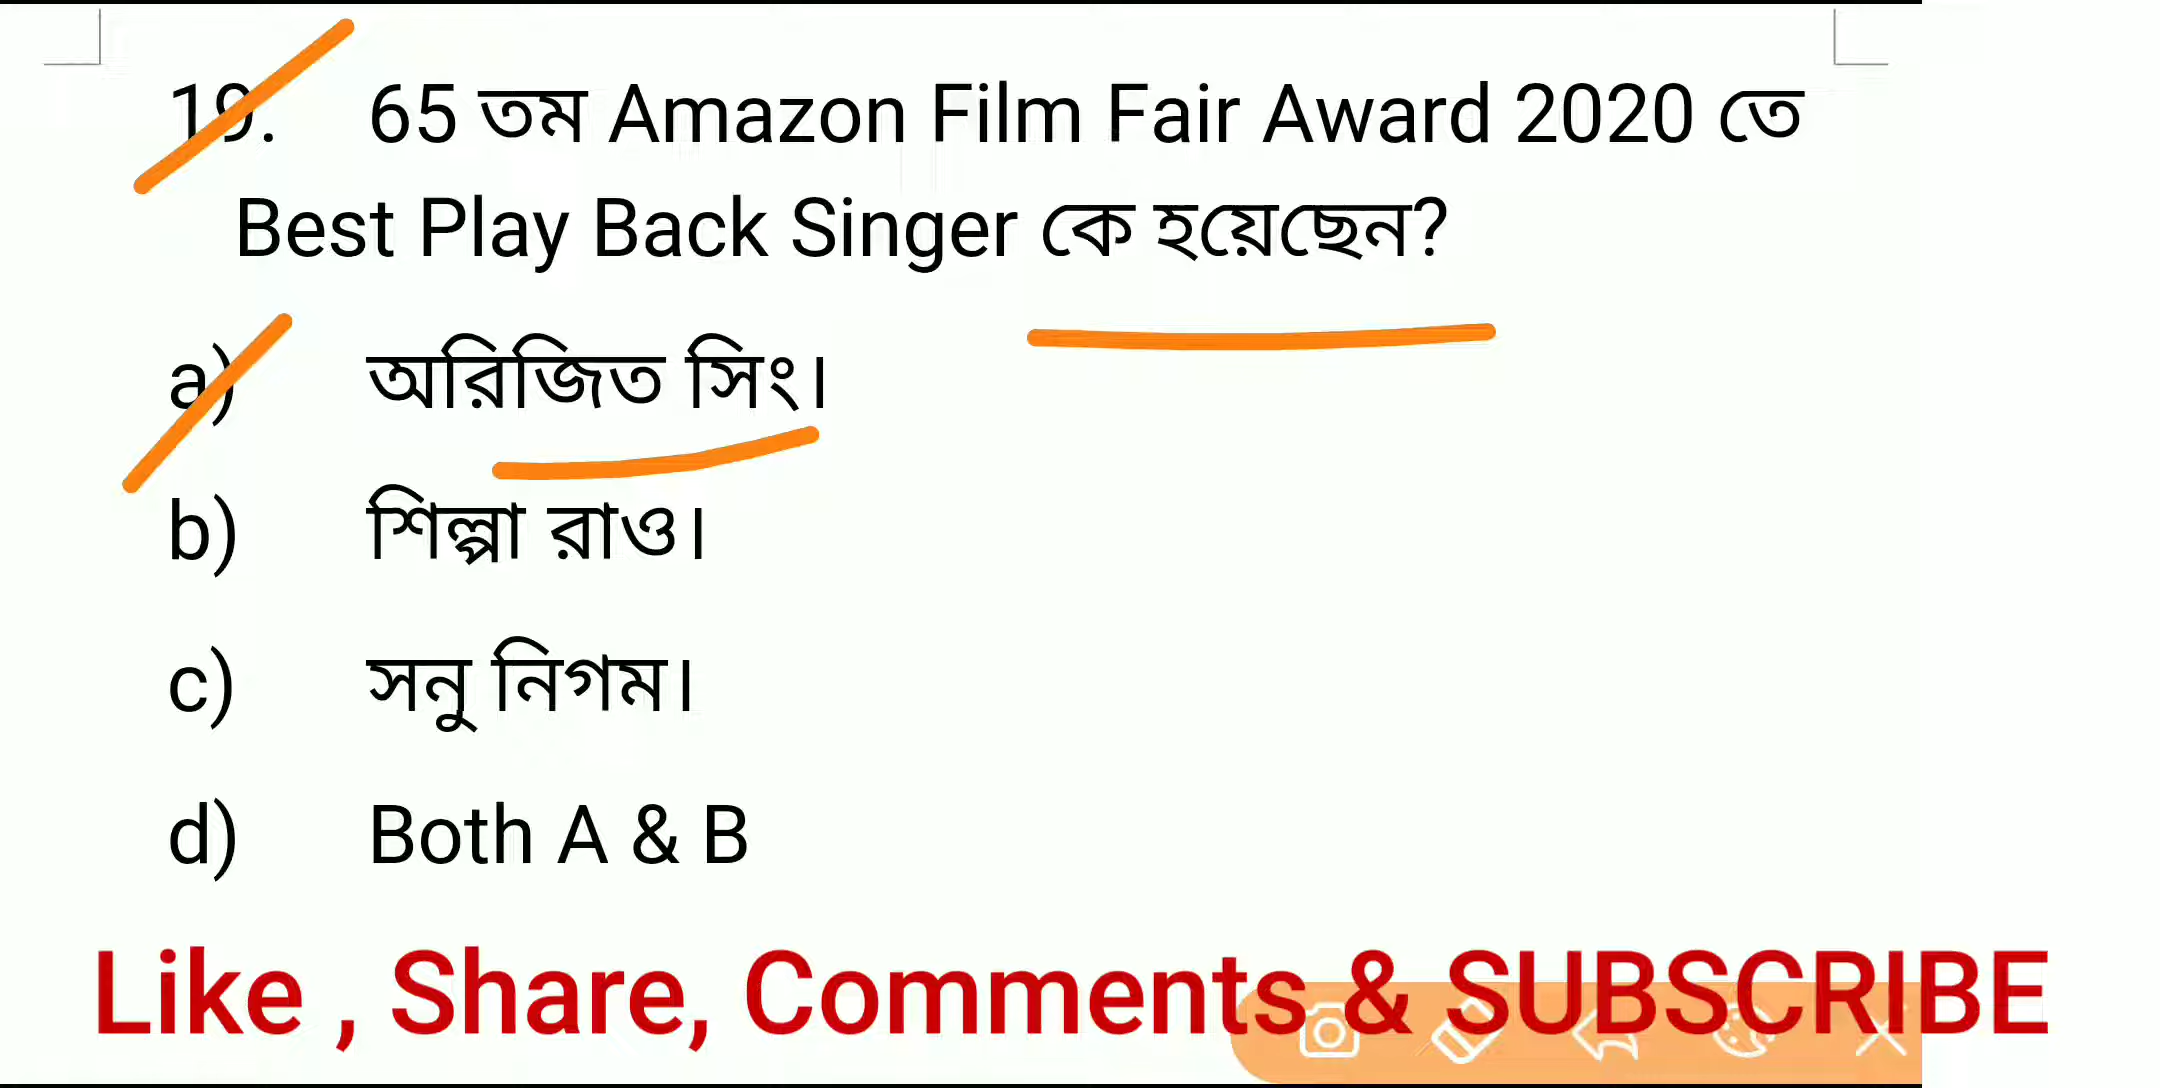 19. 65 তম Amazon Film Fair Award 2020 তে
Best Play Back Singer কে হয়েছেন?
a) অরিজিত সিং।
b) শিল্পা রাও।
c) সনু নিগম।
d) Both A & B
Like , Share, Comments & SUBSCRIBE